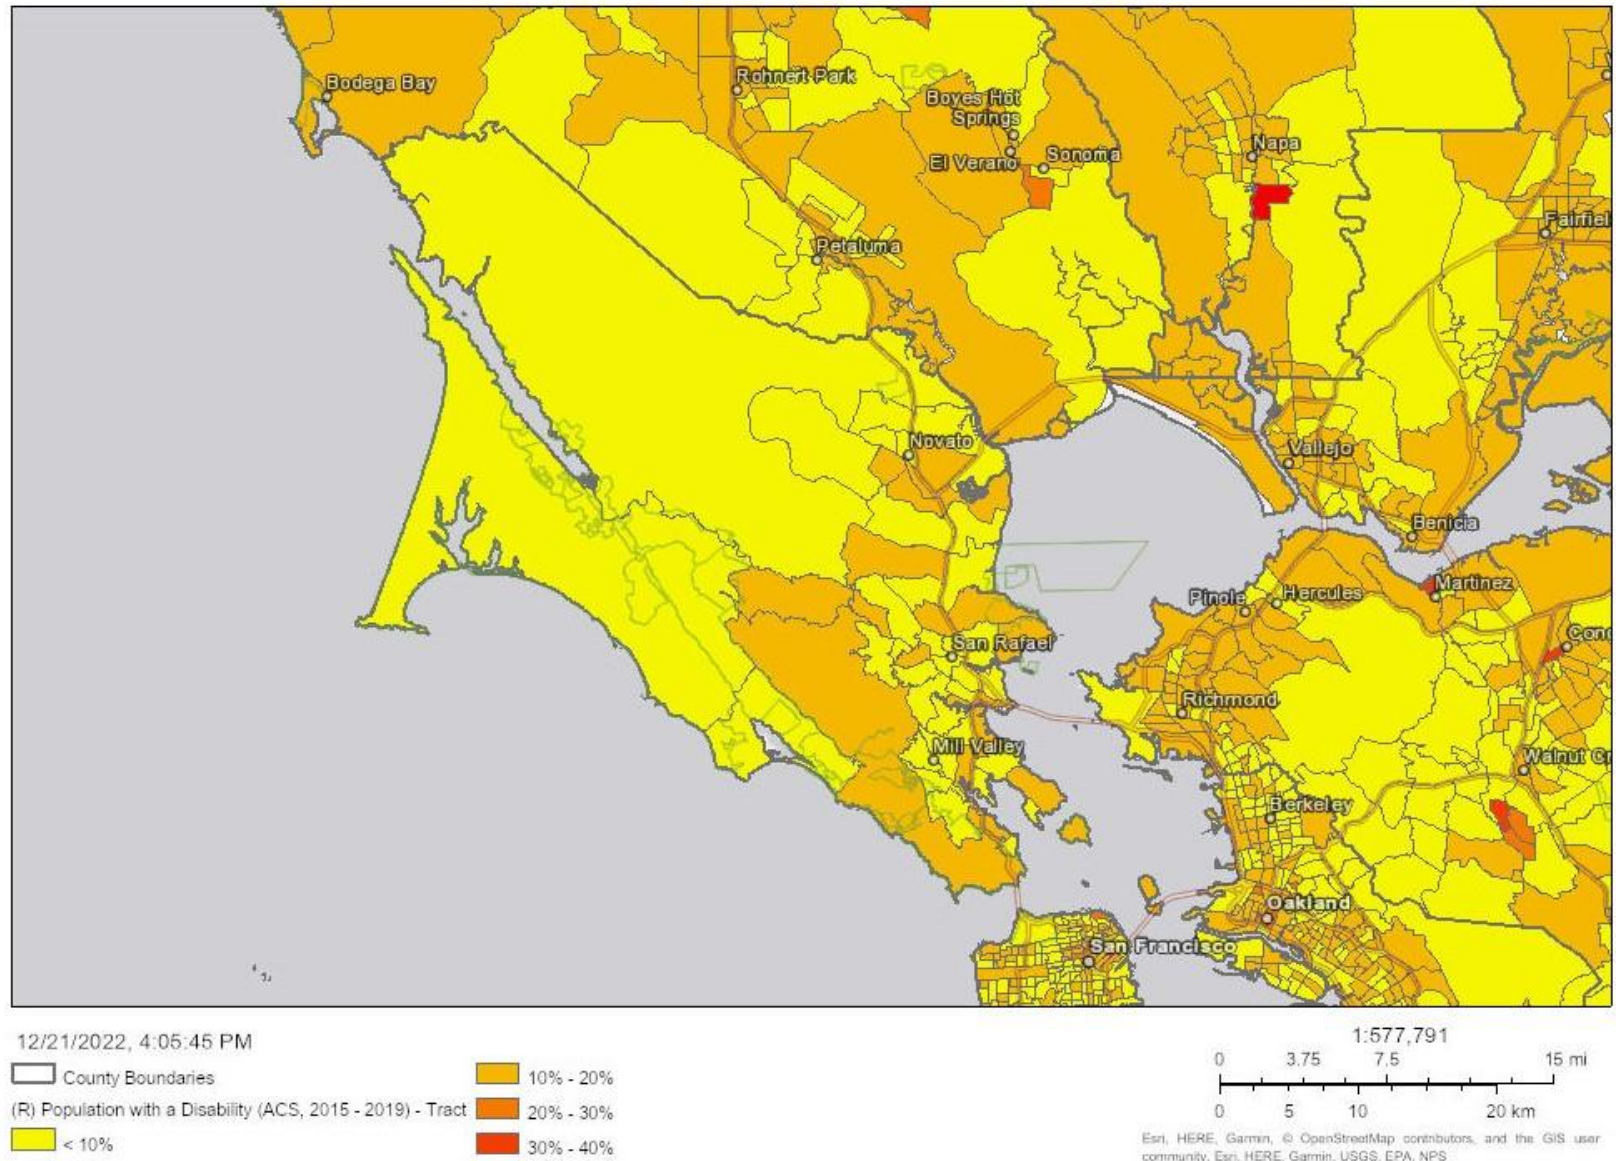 Bodega Bay
Rohnert Park
Boyes Hot
Springs
El Verano
Sonoma
Napa
Fairfiel
Petaluma
Novato
Vallejo
Benicia
Martinez
Pinole
Hercules
Conc
San Rafael
Richmond
Mill Valley
Walnut Cr
Berkeley
Oakland
San Francisco
12/21/2022, 4:05:45 PM
County Boundaries
(R) Population with a Disability (ACS, 2015 - 2019) - Tract
< 10%
10% - 20%
20% - 30%
30% - 40%
1:577,791
0 3.75 7.5 15 mi
0 5 10 20 km
Esri, HERE, Garmin, © OpenStreetMap contributors, and the GIS user
community, Esri, HERE, Garmin, USGS, EPA, NPS